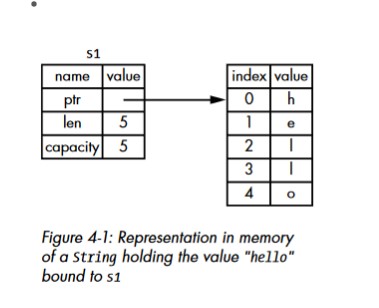 s1
name value
ptr
len 5
capacity 5
index value
0 h
1 e
2 l
3 l
4 o
Figure 4-1: Representation in memory
of a String holding the value "hello"
bound to s1